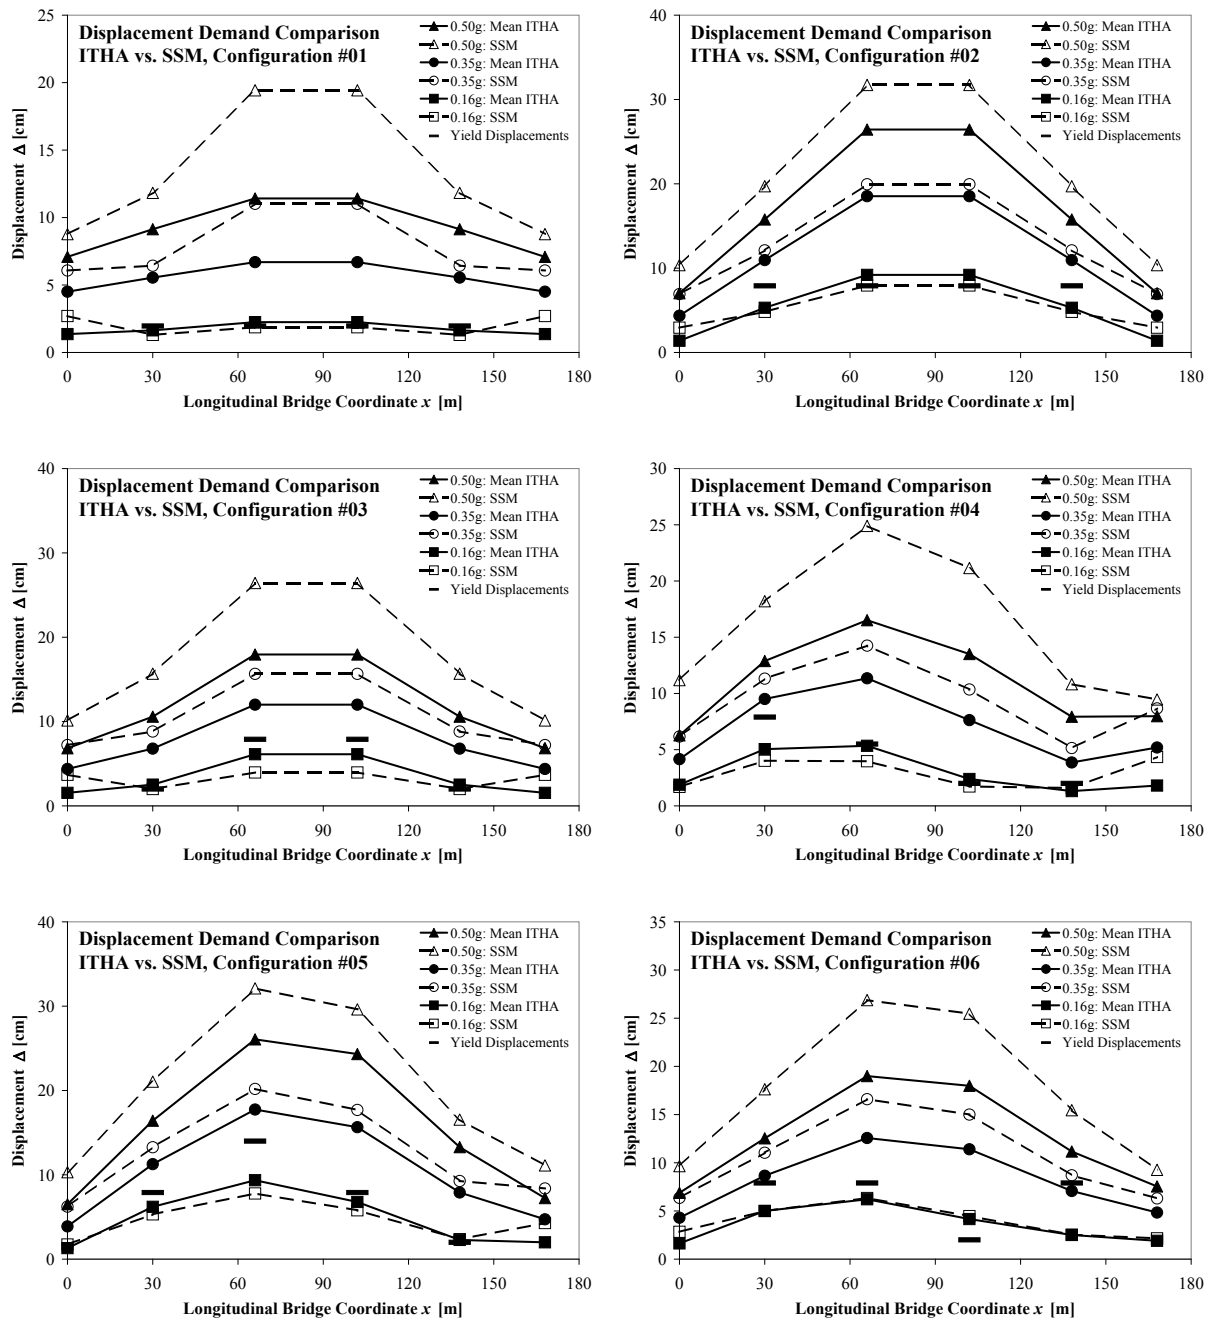 Displacement Demand Comparison
ITHA vs. SSM, Configuration #01
0.50g: Mean ITHA
0.50g: SSM
0.35g: Mean ITHA
0.35g: SSM
0.16g: Mean ITHA
0.16g: SSM
Yield Displacements
25
20
15
10
5
0
Displacement Δ [cm]
0 30 60 90 120 150 180
Longitudinal Bridge Coordinate x [m]
Displacement Demand Comparison
ITHA vs. SSM, Configuration #02
0.50g: Mean ITHA
0.50g: SSM
0.35g: Mean ITHA
0.35g: SSM
0.16g: Mean ITHA
0.16g: SSM
Yield Displacements
40
30
20
10
0
Displacement Δ [cm]
0 30 60 90 120 150 180
Longitudinal Bridge Coordinate x [m]
Displacement Demand Comparison
ITHA vs. SSM, Configuration #03
0.50g: Mean ITHA
0.50g: SSM
0.35g: Mean ITHA
0.35g: SSM
0.16g: Mean ITHA
0.16g: SSM
Yield Displacements
40
30
20
10
0
Displacement Δ [cm]
0 30 60 90 120 150 180
Longitudinal Bridge Coordinate x [m]
Displacement Demand Comparison
ITHA vs. SSM, Configuration #04
0.50g: Mean ITHA
0.50g: SSM
0.35g: Mean ITHA
0.35g: SSM
0.16g: Mean ITHA
0.16g: SSM
Yield Displacements
30
25
20
15
10
5
0
Displacement Δ [cm]
0 30 60 90 120 150 180
Longitudinal Bridge Coordinate x [m]
Displacement Demand Comparison
ITHA vs. SSM, Configuration #05
0.50g: Mean ITHA
0.50g: SSM
0.35g: Mean ITHA
0.35g: SSM
0.16g: Mean ITHA
0.16g: SSM
Yield Displacements
40
30
20
10
0
Displacement Δ [cm]
0 30 60 90 120 150 180
Longitudinal Bridge Coordinate x [m]
Displacement Demand Comparison
ITHA vs. SSM, Configuration #06
0.50g: Mean ITHA
0.50g: SSM
0.35g: Mean ITHA
0.35g: SSM
0.16g: Mean ITHA
0.16g: SSM
Yield Displacements
35
30
25
20
15
10
5
0
Displacement Δ [cm]
0 30 60 90 120 150 180
Longitudinal Bridge Coordinate x [m]